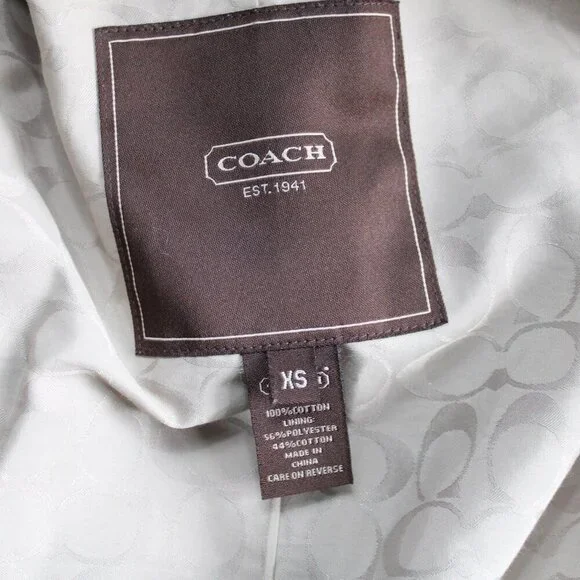 COACH
EST. 1941
XS
100%COTTON
LINING:
56%POLYESTER
44%COTTON
MADE IN
CHINA
CARE ON REVERSE